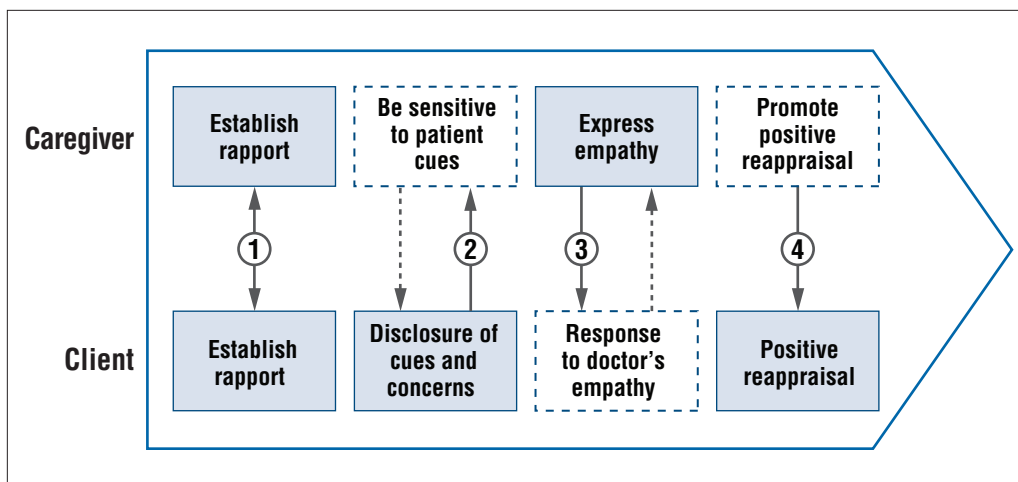 Caregiver
Establish
rapport
Be sensitive
to patient
cues
Express
empathy
Promote
positive
reappraisal
1
2
3
4
Client
Establish
rapport
Disclosure of
cues and
concerns
Response
to doctor’s
empathy
Positive
reappraisal